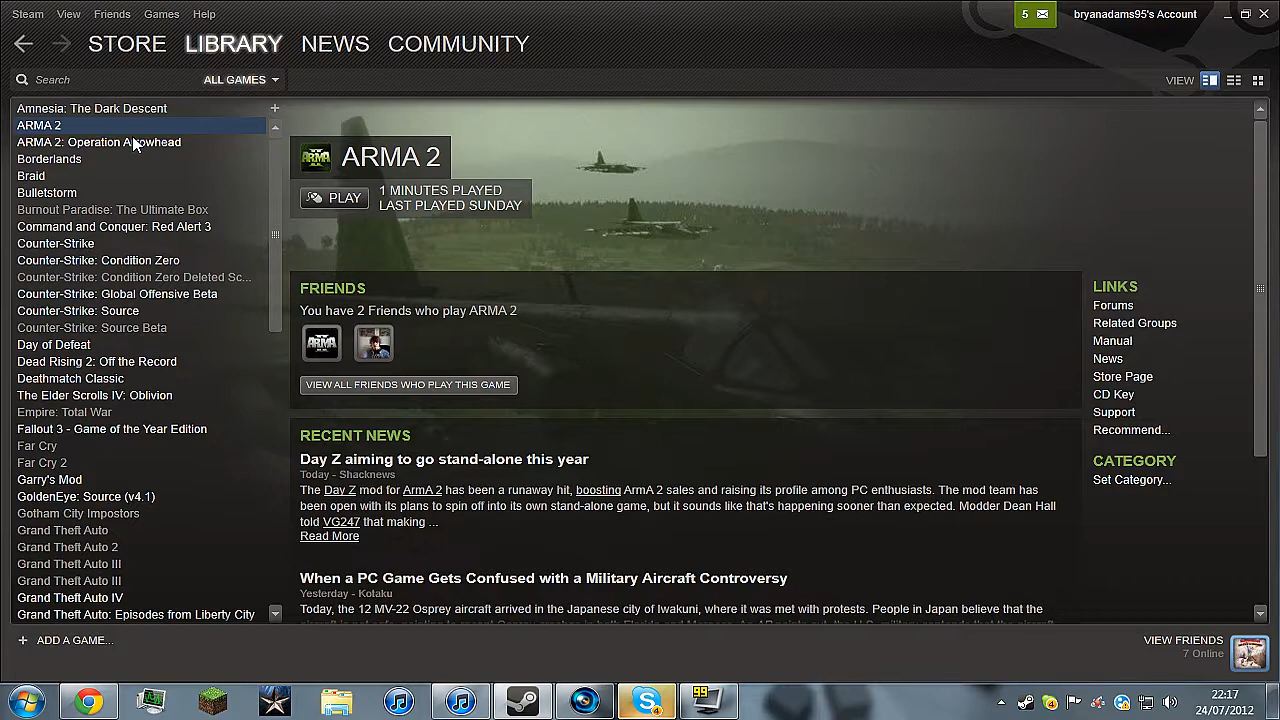 Steam View Friends Games Help
5 bryanadams95's Account
STORE LIBRARY NEWS COMMUNITY
Search ALL GAMES VIEW
Amnesia: The Dark Descent
ARMA 2
ARMA 2: Operation Arrowhead
Borderlands
Braid
Bulletstorm
Burnout Paradise: The Ultimate Box
Command and Conquer: Red Alert 3
Counter-Strike
Counter-Strike: Condition Zero
Counter-Strike: Condition Zero Deleted Sc...
Counter-Strike: Global Offensive Beta
Counter-Strike: Source
Counter-Strike: Source Beta
Day of Defeat
Dead Rising 2: Off the Record
Deathmatch Classic
The Elder Scrolls IV: Oblivion
Empire: Total War
Fallout 3 - Game of the Year Edition
Far Cry
Far Cry 2
Garry's Mod
GoldenEye: Source (v4.1)
Gotham City Impostors
Grand Theft Auto
Grand Theft Auto 2
Grand Theft Auto III
Grand Theft Auto III
Grand Theft Auto IV
Grand Theft Auto: Episodes from Liberty City
+ ADD A GAME...
ARMA 2
PLAY
1 MINUTES PLAYED
LAST PLAYED SUNDAY
FRIENDS
You have 2 Friends who play ARMA 2
VIEW ALL FRIENDS WHO PLAY THIS GAME
RECENT NEWS
Day Z aiming to go stand-alone this year
Today - Shacknews
The Day Z mod for ArmA 2 has been a runaway hit, boosting ArmA 2 sales and raising its profile among PC enthusiasts. The mod team has
been open with its plans to spin off into its own stand-alone game, but it sounds like that's happening sooner than expected. Modder Dean Hall
told VG247 that making ...
Read More
When a PC Game Gets Confused with a Military Aircraft Controversy
Yesterday - Kotaku
Today, the 12 MV-22 Osprey aircraft arrived in the Japanese city of Iwakuni, where it was met with protests. People in Japan believe that the
LINKS
Forums
Related Groups
Manual
News
Store Page
CD Key
Support
Recommend...
CATEGORY
Set Category...
VIEW FRIENDS
7 Online
99
4
22:17
24/07/2012